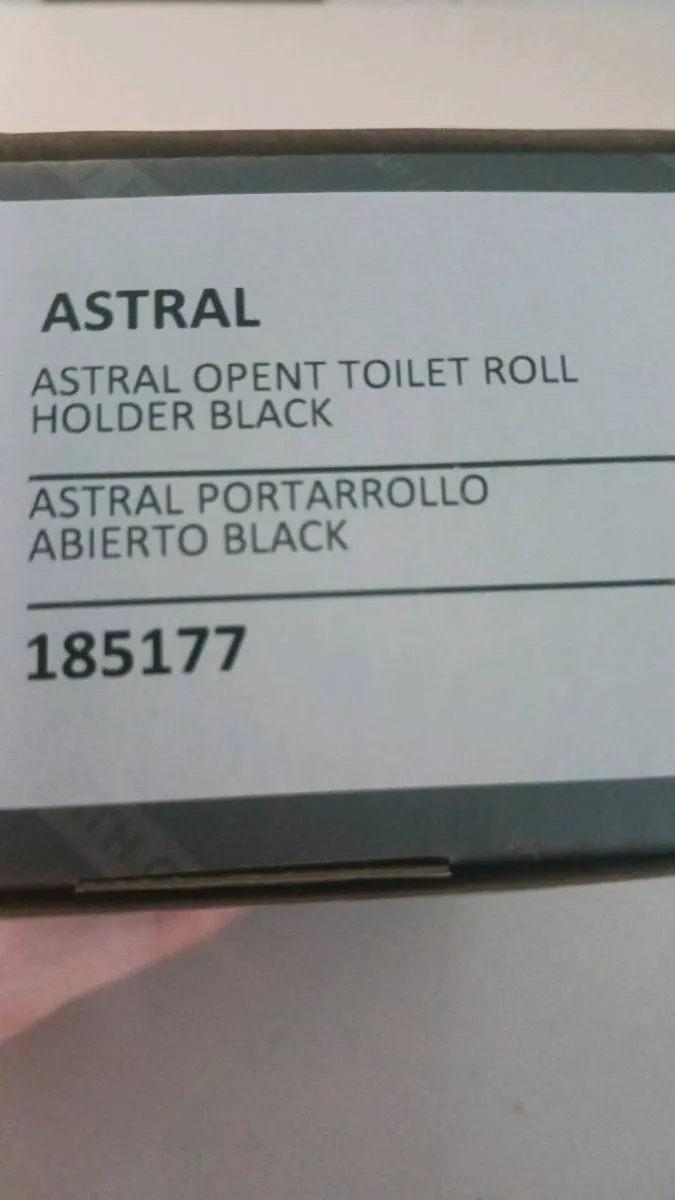 ASTRAL
ASTRAL OPENT TOILET ROLL
HOLDER BLACK
ASTRAL PORTARROLLO
ABIERTO BLACK
185177